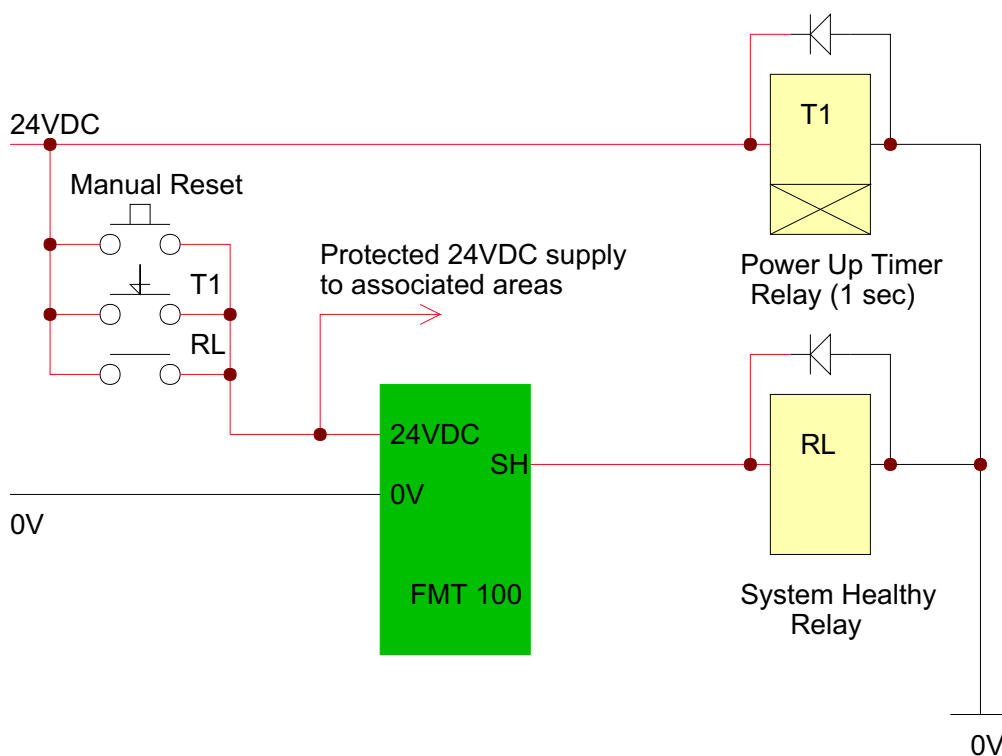 T1
24VDC
Manual Reset
Protected 24VDC supply
to associated areas
T1
Power Up Timer
Relay (1 sec)
RL
24VDC
SH
RL
0V
0V
FMT 100
System Healthy
Relay
0V